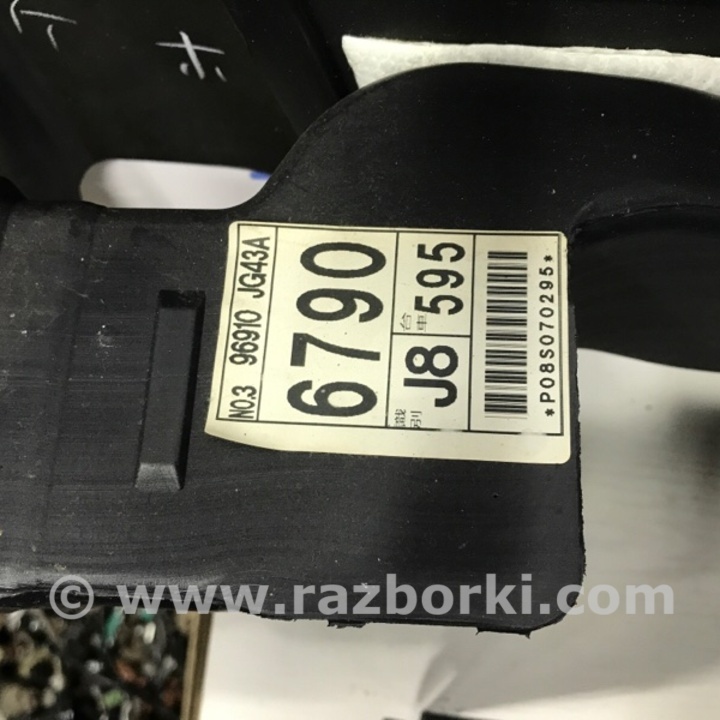 NO.3 96910 JG43A
6790
識別 J8 台車 595
*P08S070295*
© www.razborki.com